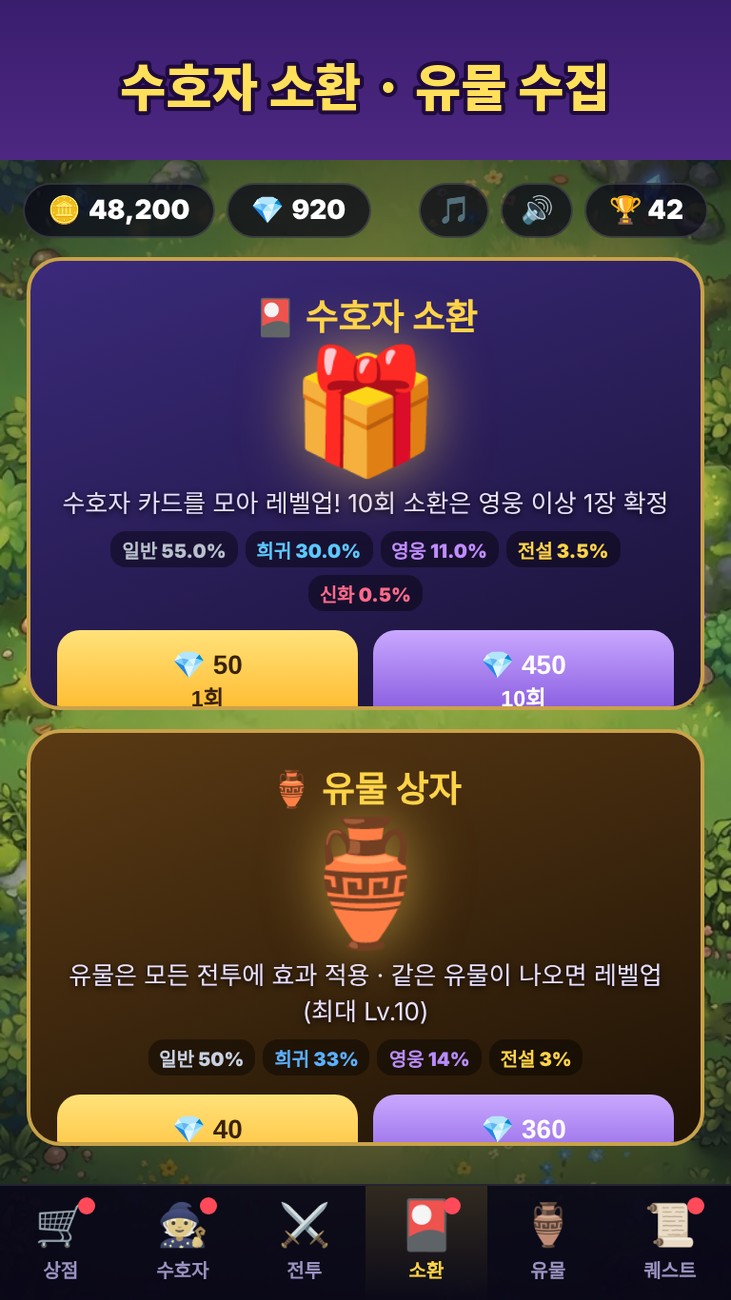 수호자 소환 · 유물 수집
48,200
920
42
수호자 소환
수호자 카드를 모아 레벨업! 10회 소환은 영웅 이상 1장 확정
일반 55.0% 희귀 30.0% 영웅 11.0% 전설 3.5%
신화 0.5%
50
1회
450
10회
유물 상자
유물은 모든 전투에 효과 적용 · 같은 유물이 나오면 레벨업
(최대 Lv.10)
일반 50% 희귀 33% 영웅 14% 전설 3%
40
360
상점
수호자
전투
소환
유물
퀘스트